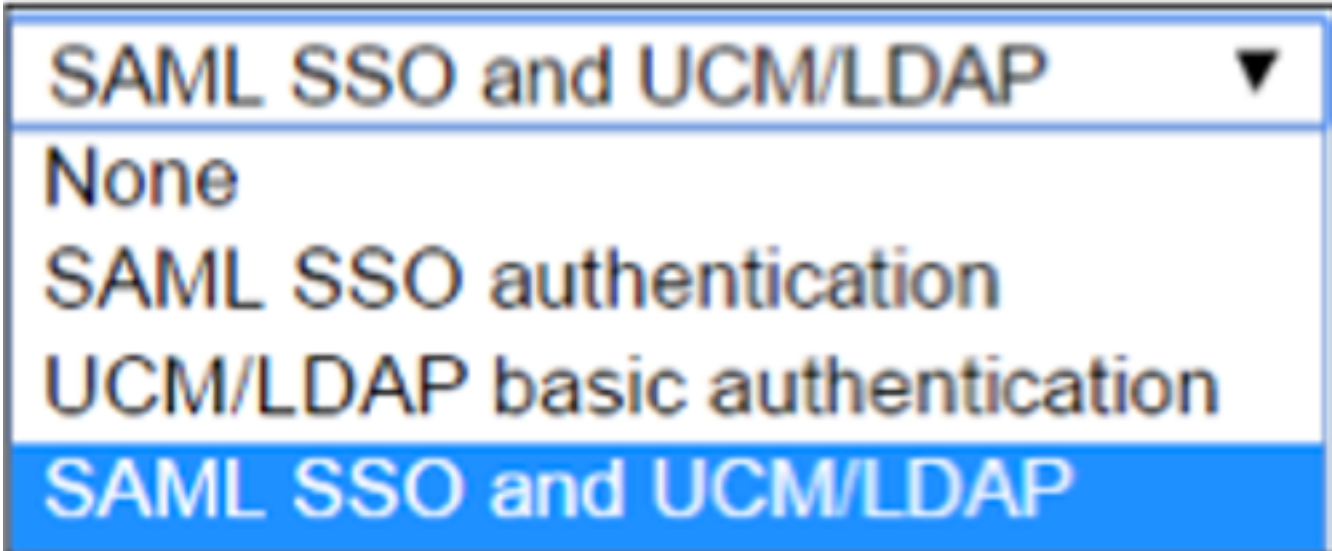 SAML SSO and UCM/LDAP
None
SAML SSO authentication
UCM/LDAP basic authentication
SAML SSO and UCM/LDAP